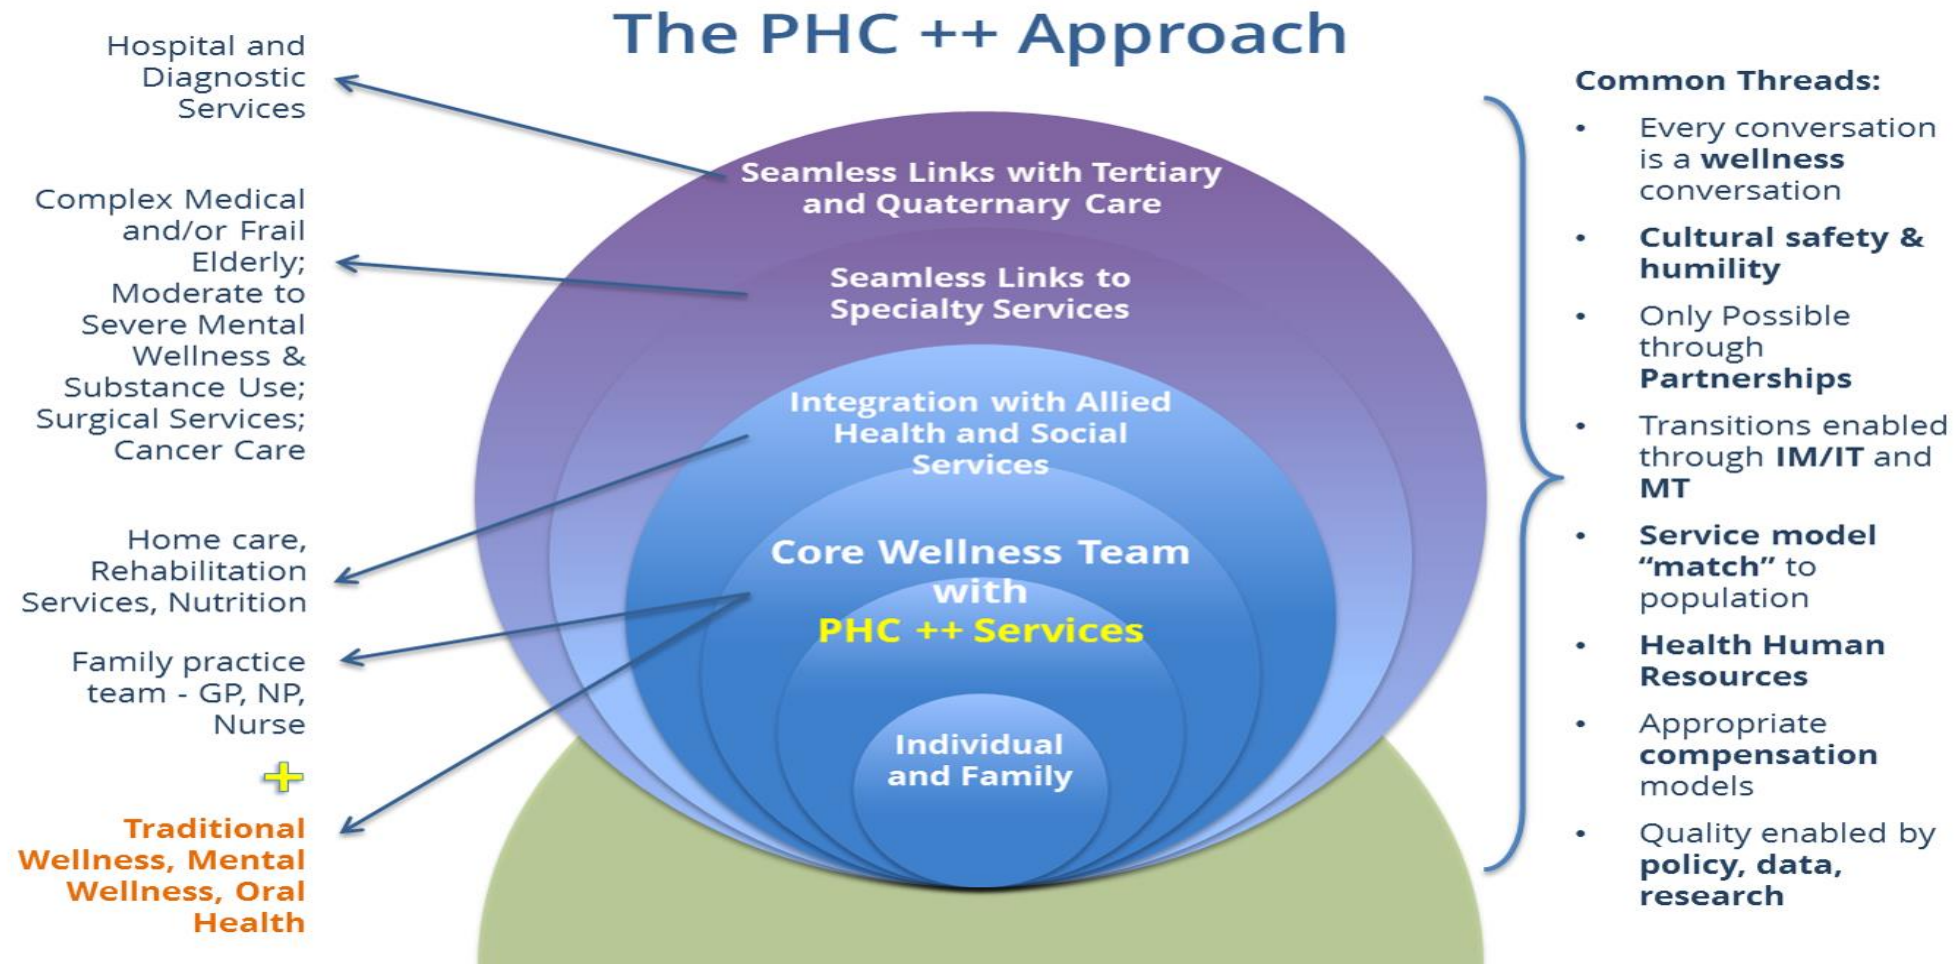 The PHC ++ Approach
Hospital and
Diagnostic
Services
Complex Medical
and/or Frail
Elderly;
Moderate to
Severe Mental
Wellness &
Substance Use;
Surgical Services;
Cancer Care
Home care,
Rehabilitation
Services, Nutrition
Family practice
team - GP, NP,
Nurse
+
Traditional
Wellness, Mental
Wellness, Oral
Health
Seamless Links with Tertiary
and Quaternary Care
Seamless Links to
Specialty Services
Integration with Allied
Health and Social
Services
Core Wellness Team
with
PHC ++ Services
Individual
and Family
Common Threads:
• Every conversation
is a wellness
conversation
• Cultural safety &
humility
• Only Possible
through
Partnerships
• Transitions enabled
through IM/IT and
MT
• Service model
“match” to
population
• Health Human
Resources
• Appropriate
compensation
models
• Quality enabled by
policy, data,
research